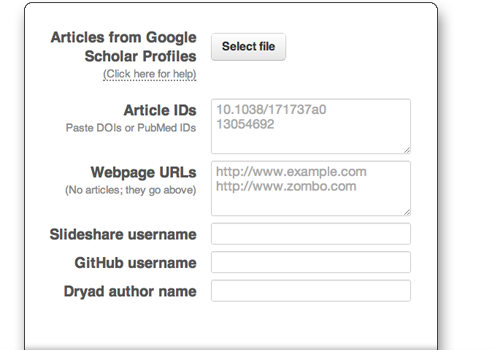 Articles from Google
Scholar Profiles
(Click here for help)
Select file
Article IDs
Paste DOIs or PubMed IDs
10.1038/171737a0
13054692
Webpage URLs
(No articles; they go above)
http://www.example.com
http://www.zombo.com
Slideshare username
GitHub username
Dryad author name